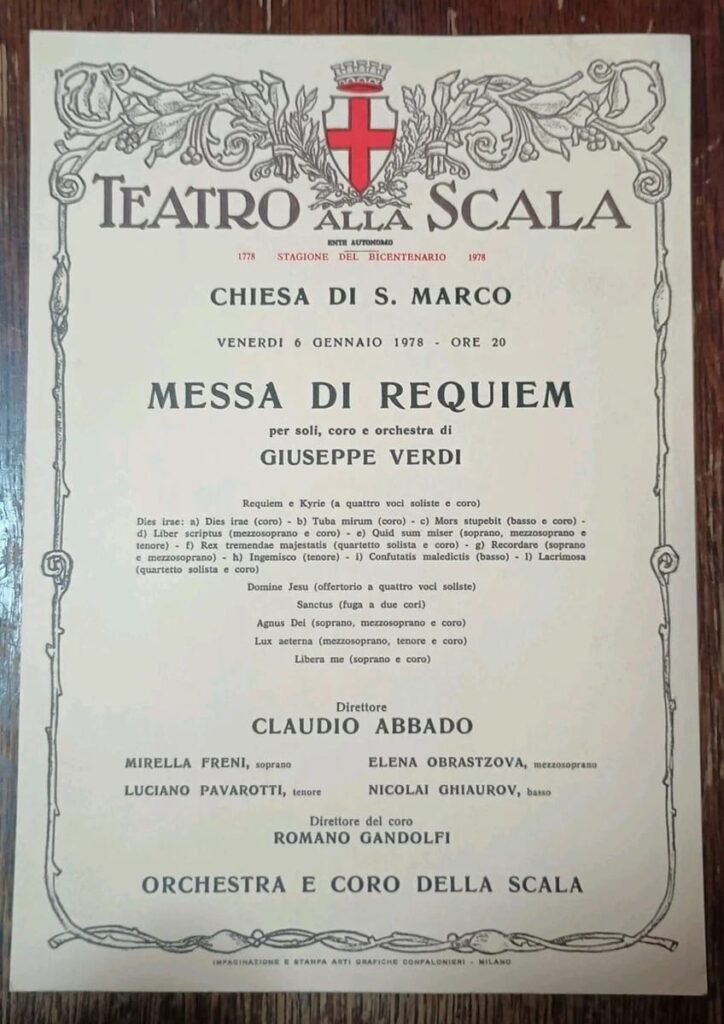 TEATRO ALLA SCALA
ENTE AUTONOMO
1778 STAGIONE DEL BICENTENARIO 1978
CHIESA DI S. MARCO
VENERDI 6 GENNAIO 1978 - ORE 20
MESSA DI REQUIEM
per soli, coro e orchestra di
GIUSEPPE VERDI
Requiem e Kyrie (a quattro voci soliste e coro)
Dies irae: a) Dies irae (coro) - b) Tuba mirum (coro) - c) Mors stupebit (basso e coro) -
d) Liber scriptus (mezzosoprano e coro) - e) Quid sum miser (soprano, mezzosoprano e
tenore) - f) Rex tremendae majestatis (quartetto solista e coro) - g) Recordare (soprano
e mezzosoprano) - h) Ingemisco (tenore) - i) Confutatis maledictis (basso) - l) Lacrimosa
(quartetto solista e coro)
Domine Jesu (offertorio a quattro voci soliste)
Sanctus (fuga a due cori)
Agnus Dei (soprano, mezzosoprano e coro)
Lux aeterna (mezzosoprano, tenore e coro)
Libera me (soprano e coro)
Direttore
CLAUDIO ABBADO
MIRELLA FRENI, soprano ELENA OBRASTZOVA, mezzosoprano
LUCIANO PAVAROTTI, tenore NICOLAI GHIAUROV, basso
Direttore del coro
ROMANO GANDOLFI
ORCHESTRA E CORO DELLA SCALA
IMPAGINAZIONE E STAMPA ARTI GRAFICHE CONFALONIERI - MILANO